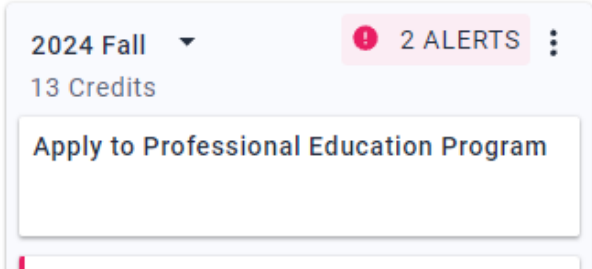 2024 Fall
2 ALERTS
13 Credits
Apply to Professional Education Program